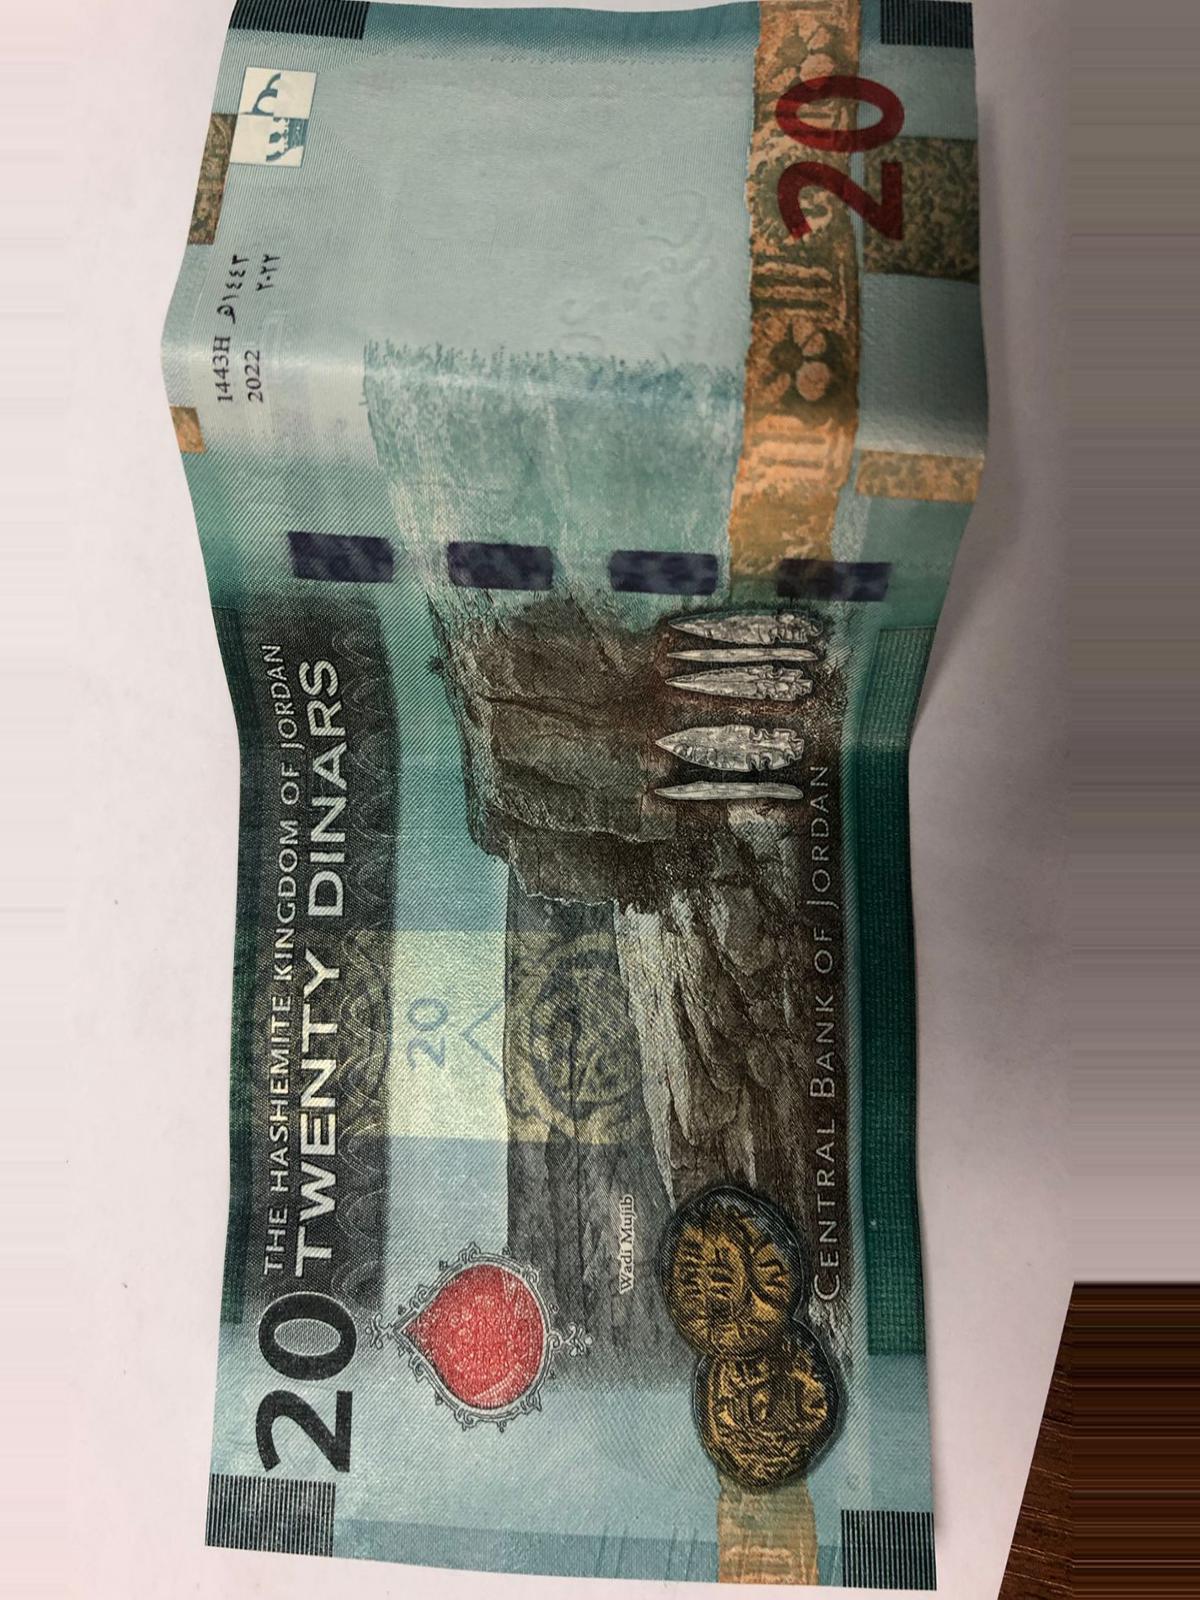 20
THE HASHEMITE KINGDOM OF JORDAN
TWENTY DINARS
1443H ١٤٤٣هـ
2022 ٢٠٢٢
20
Wadi Mujib
CENTRAL BANK OF JORDAN
20